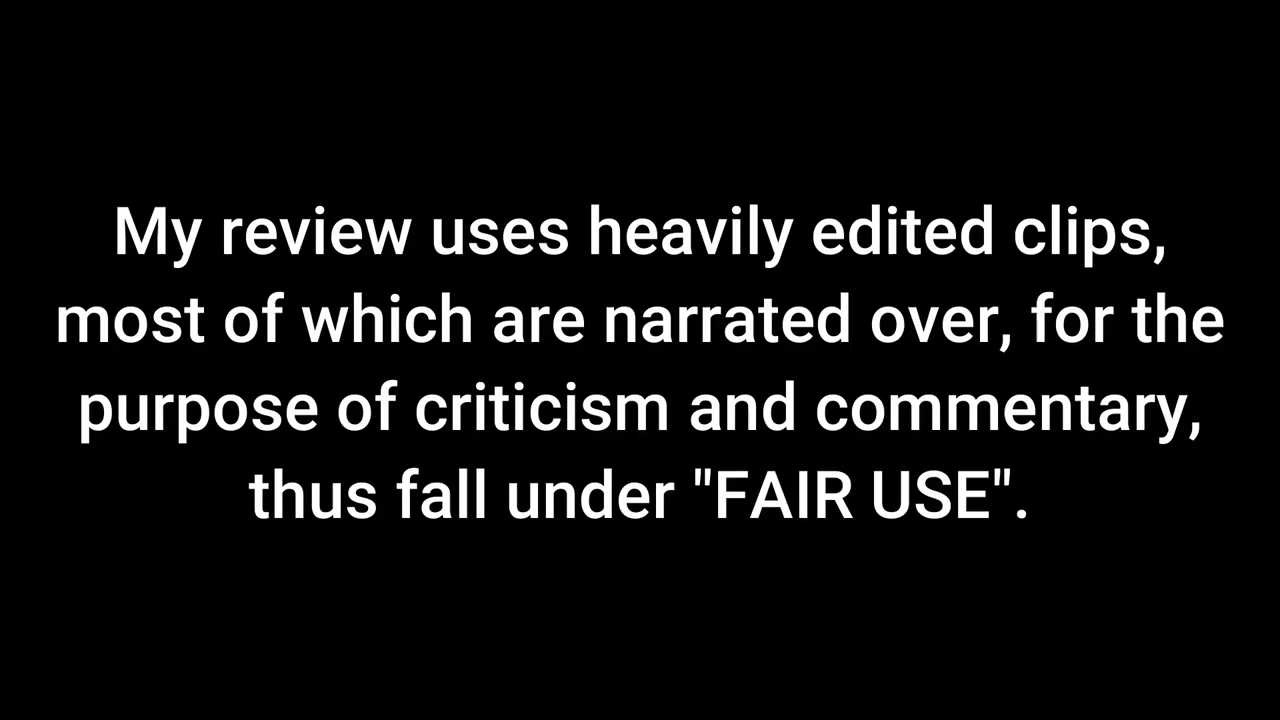 My review uses heavily edited clips,
most of which are narrated over, for the
purpose of criticism and commentary,
thus fall under "FAIR USE".